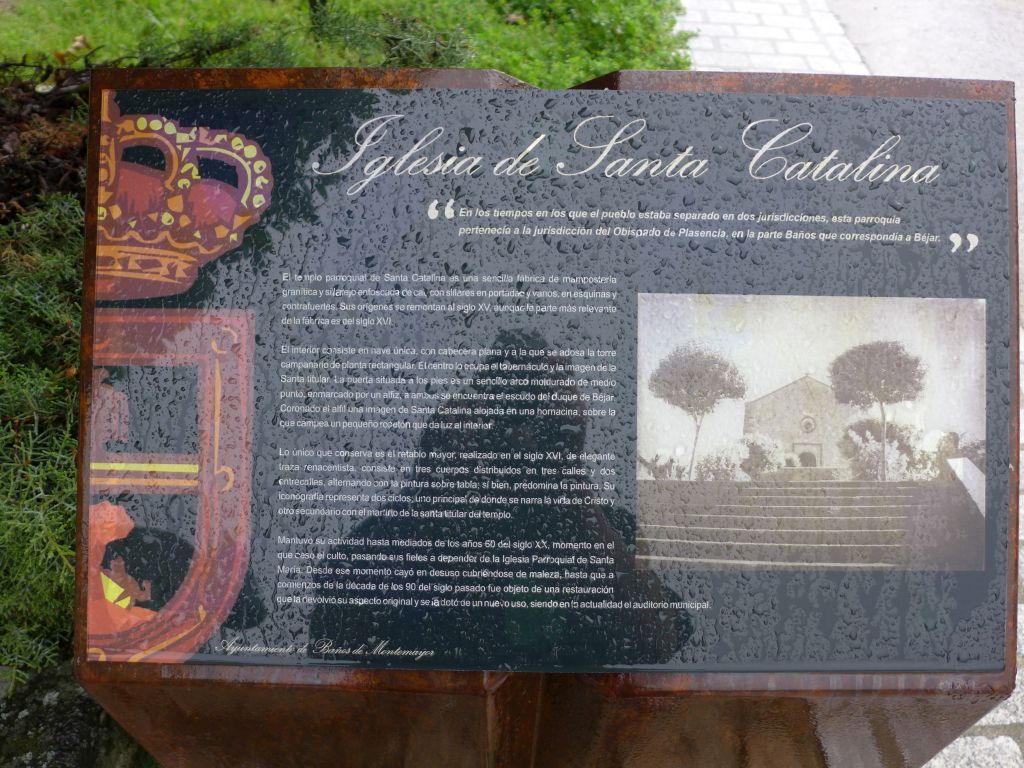 Iglesia de Santa Catalina
“ En los tiempos en los que el pueblo estaba separado en dos jurisdicciones, esta parroquia
pertenecía a la jurisdicción del Obispado de Plasencia, en la parte Baños que correspondía a Béjar. ”
El templo parroquial de Santa Catalina es una sencilla fábrica de mampostería
granítica y sillarejo enfoscada de cal, con sillares en portadas y vanos, en esquinas y
contrafuertes. Sus orígenes se remontan al siglo XV, aunque la parte más relevante
de la fábrica es del siglo XVI.
El interior consiste en nave única, con cabecera plana y a la que se adosa la torre
campanario de planta rectangular. El centro lo ocupa el tabernáculo y la imagen de la
Santa titular. La puerta situada a los pies es un sencillo arco moldurado de medio
punto, enmarcado por un alfiz, a ambos se encuentra el escudo del duque de Béjar.
Coronado el alfil una imagen de Santa Catalina alojada en una hornacina, sobre la
que campea un pequeño rosetón que da luz al interior.
Lo único que conserva es el retablo mayor, realizado en el siglo XVI, de elegante
traza renacentista, consiste en tres cuerpos distribuidos en tres calles y dos
entrecalles, alternando con la pintura sobre tabla; si bien, predomina la pintura. Su
iconografía representa dos ciclos: uno principal de donde se narra la vida de Cristo y
otro secundario con el martirio de la santa titular del templo.
Mantuvo su actividad hasta mediados de los años 60 del siglo XX, momento en el
que cesó el culto, pasando sus fieles a depender de la Iglesia Parroquial de Santa
María. Desde ese momento cayó en desuso cubriéndose de maleza, hasta que a
comienzos de la década de los 90 del siglo pasado fue objeto de una restauración
que la devolvió su aspecto original y se la dotó de un nuevo uso, siendo en la actualidad el auditorio municipal.
Ayuntamiento de Baños de Montemayor